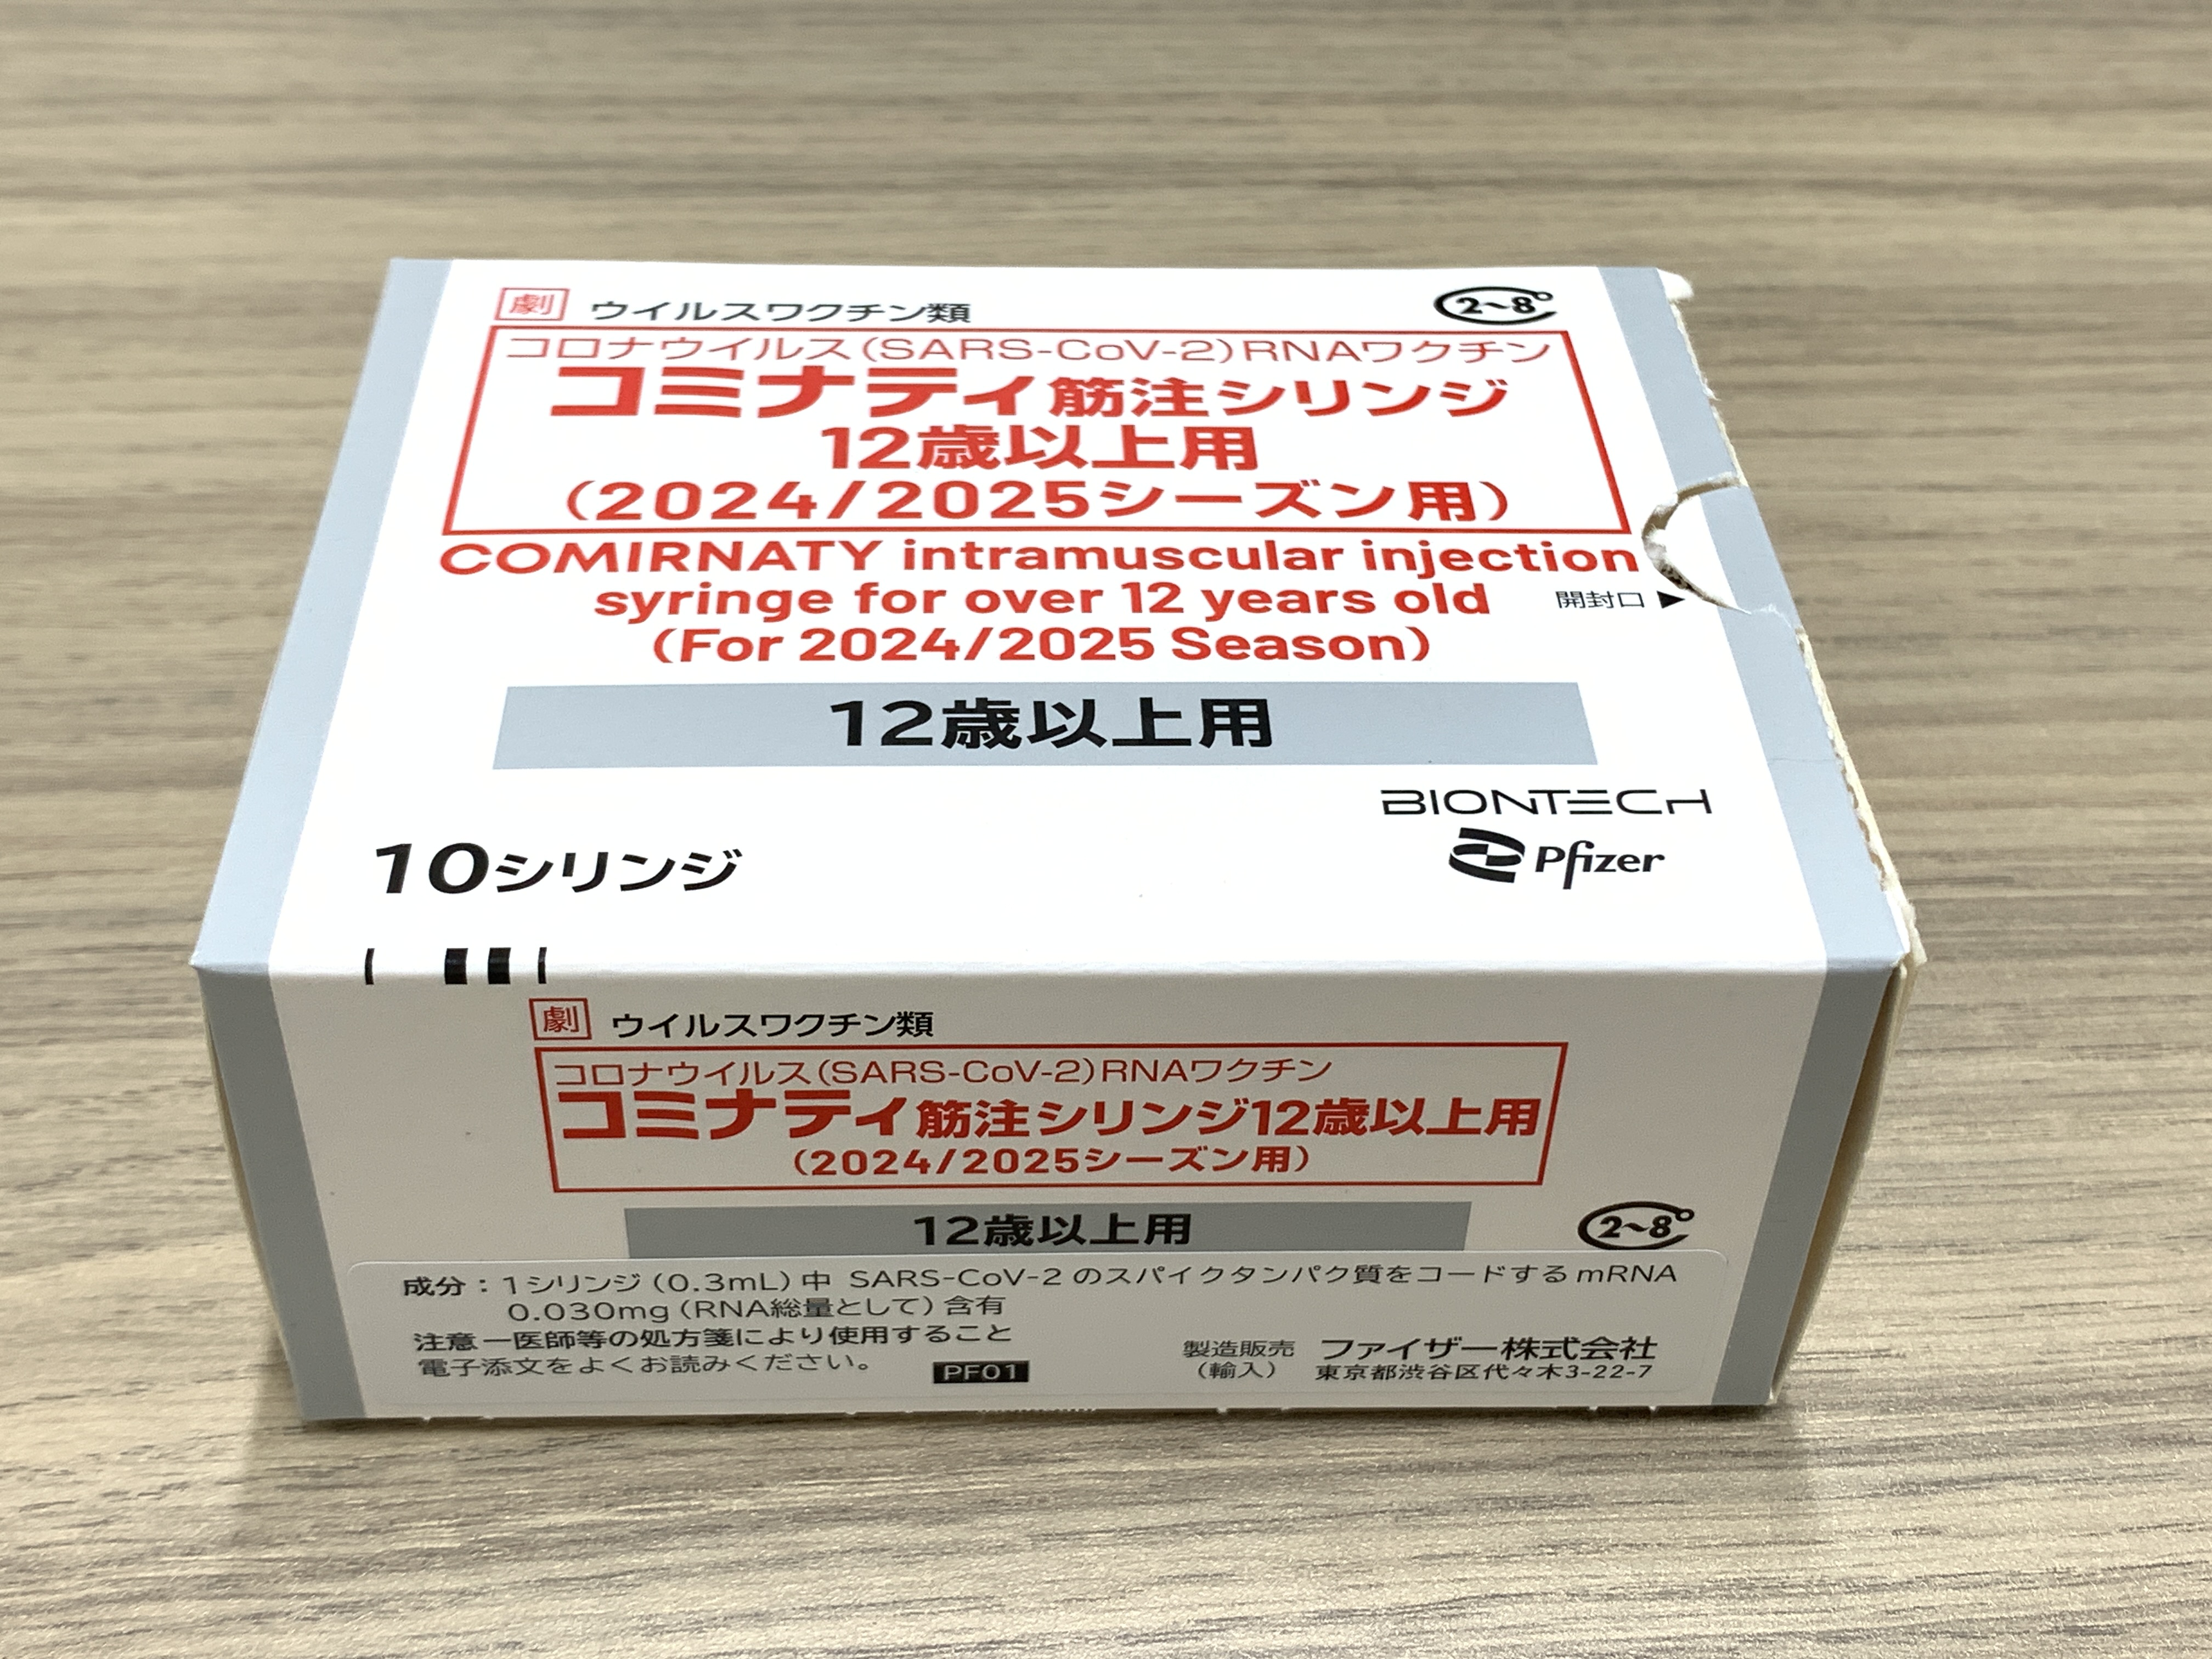 劇 ウイルスワクチン類 2~8°
コロナウイルス(SARS-CoV-2)RNAワクチン
コミナティ筋注シリンジ
12歳以上用
(2024/2025シーズン用)
COMIRNATY intramuscular injection
syringe for over 12 years old
(For 2024/2025 Season)
開封口 ▶
12歳以上用
BIONTECH
Pfizer
10シリンジ
劇 ウイルスワクチン類
コロナウイルス(SARS-CoV-2)RNAワクチン
コミナティ筋注シリンジ12歳以上用
(2024/2025シーズン用)
12歳以上用
2~8°
成分:1シリンジ(0.3mL)中 SARS-CoV-2のスパイクタンパク質をコードするmRNA
0.030mg(RNA総量として)含有
注意-医師等の処方箋により使用すること
電子添文をよくお読みください。 PF01
製造販売 ファイザー株式会社
(輸入) 東京都渋谷区代々木3-22-7